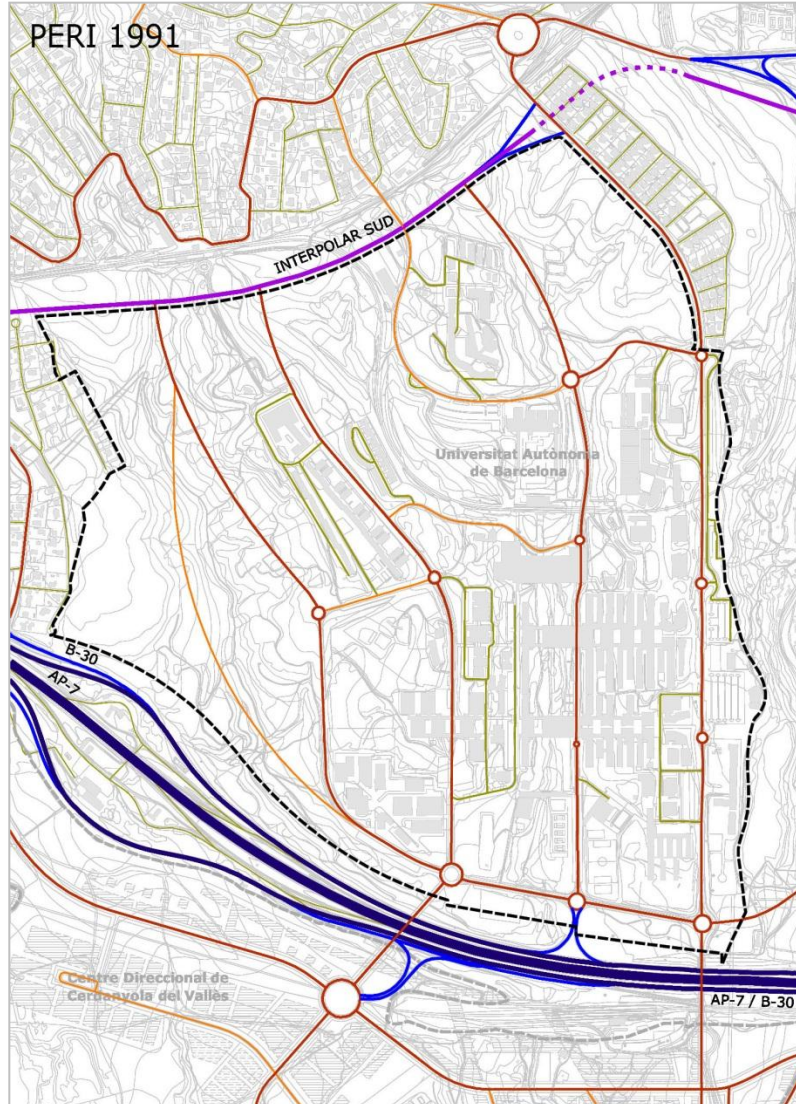 PERI 1991
INTERPOLAR SUD
Universitat Autònoma
de Barcelona
B-30
AP-7
Centre Direccional de
Cerdanyola del Vallès
AP-7 / B-30